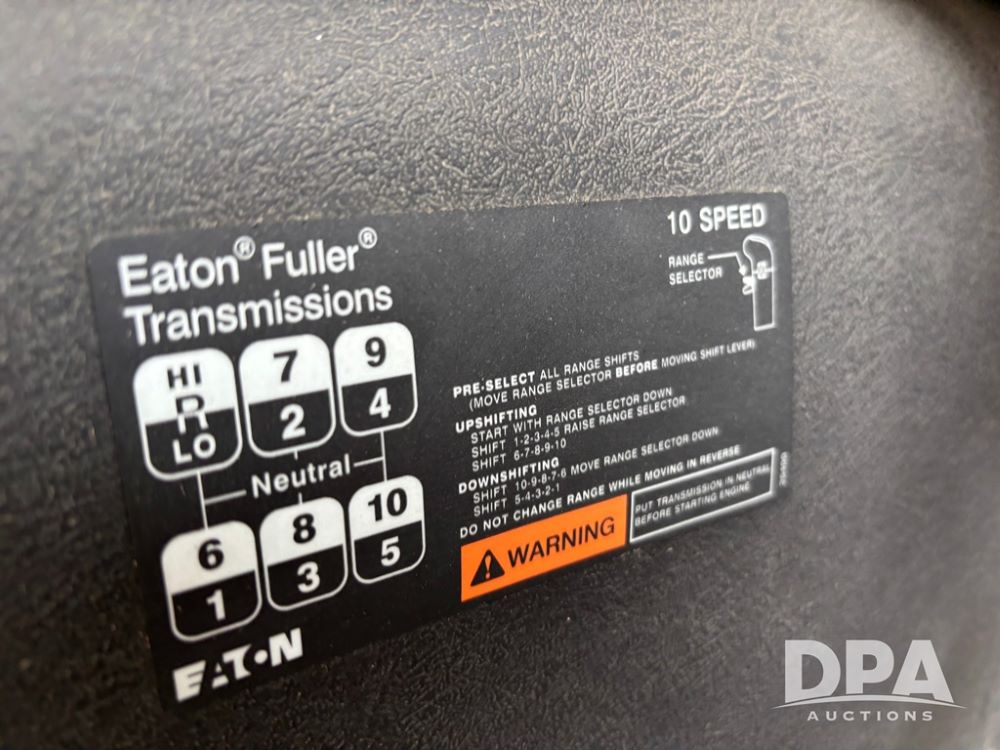 Eaton® Fuller®
Transmissions
10 SPEED
RANGE
SELECTOR
HI
R
LO
7
2
9
4
Neutral
6
1
8
3
10
5
EATON
PRE-SELECT ALL RANGE SHIFTS
(MOVE RANGE SELECTOR BEFORE MOVING SHIFT LEVER)
UPSHIFTING
START WITH RANGE SELECTOR DOWN
SHIFT 1-2-3-4-5 RAISE RANGE SELECTOR
SHIFT 6-7-8-9-10
DOWNSHIFTING
SHIFT 10-9-8-7-6 MOVE RANGE SELECTOR DOWN
SHIFT 5-4-3-2-1
DO NOT CHANGE RANGE WHILE MOVING IN REVERSE
WARNING
PUT TRANSMISSION IN NEUTRAL
BEFORE STARTING ENGINE
DPA
AUCTIONS